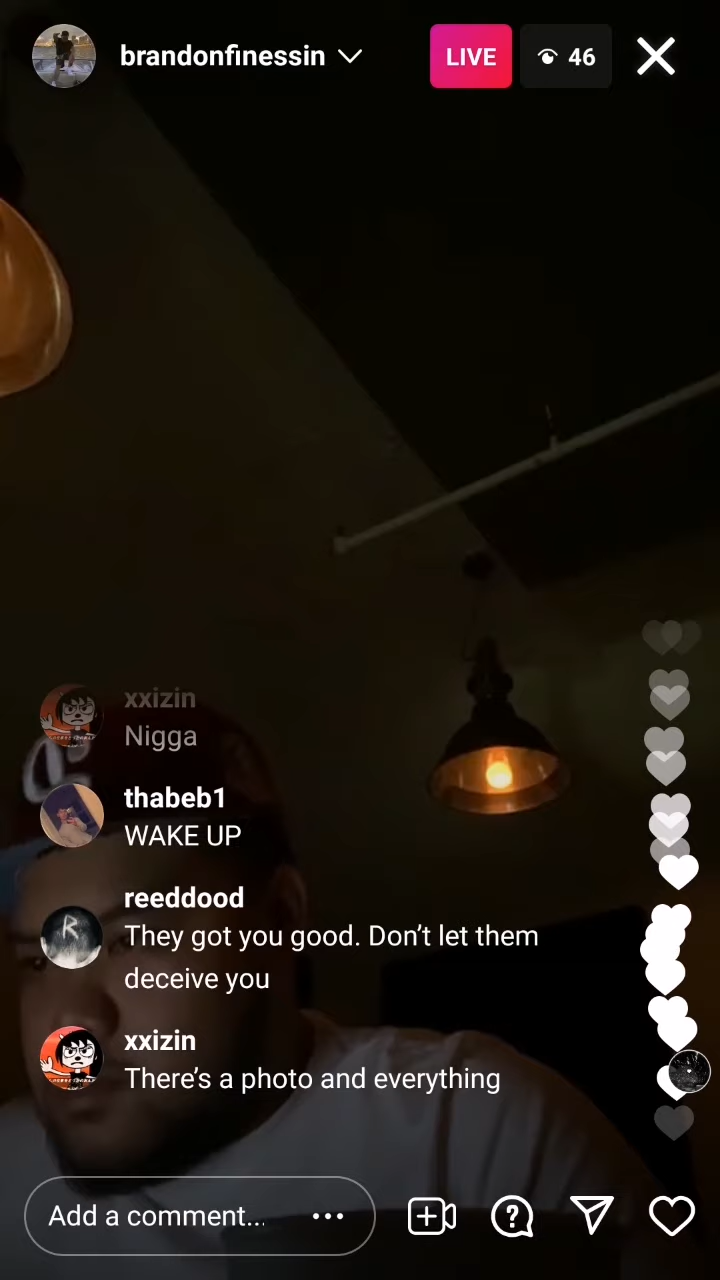 brandonfinessin
LIVE
46
xxizin
Nigga
thabeb1
WAKE UP
reeddood
They got you good. Don’t let them
deceive you
xxizin
There’s a photo and everything
Add a comment...